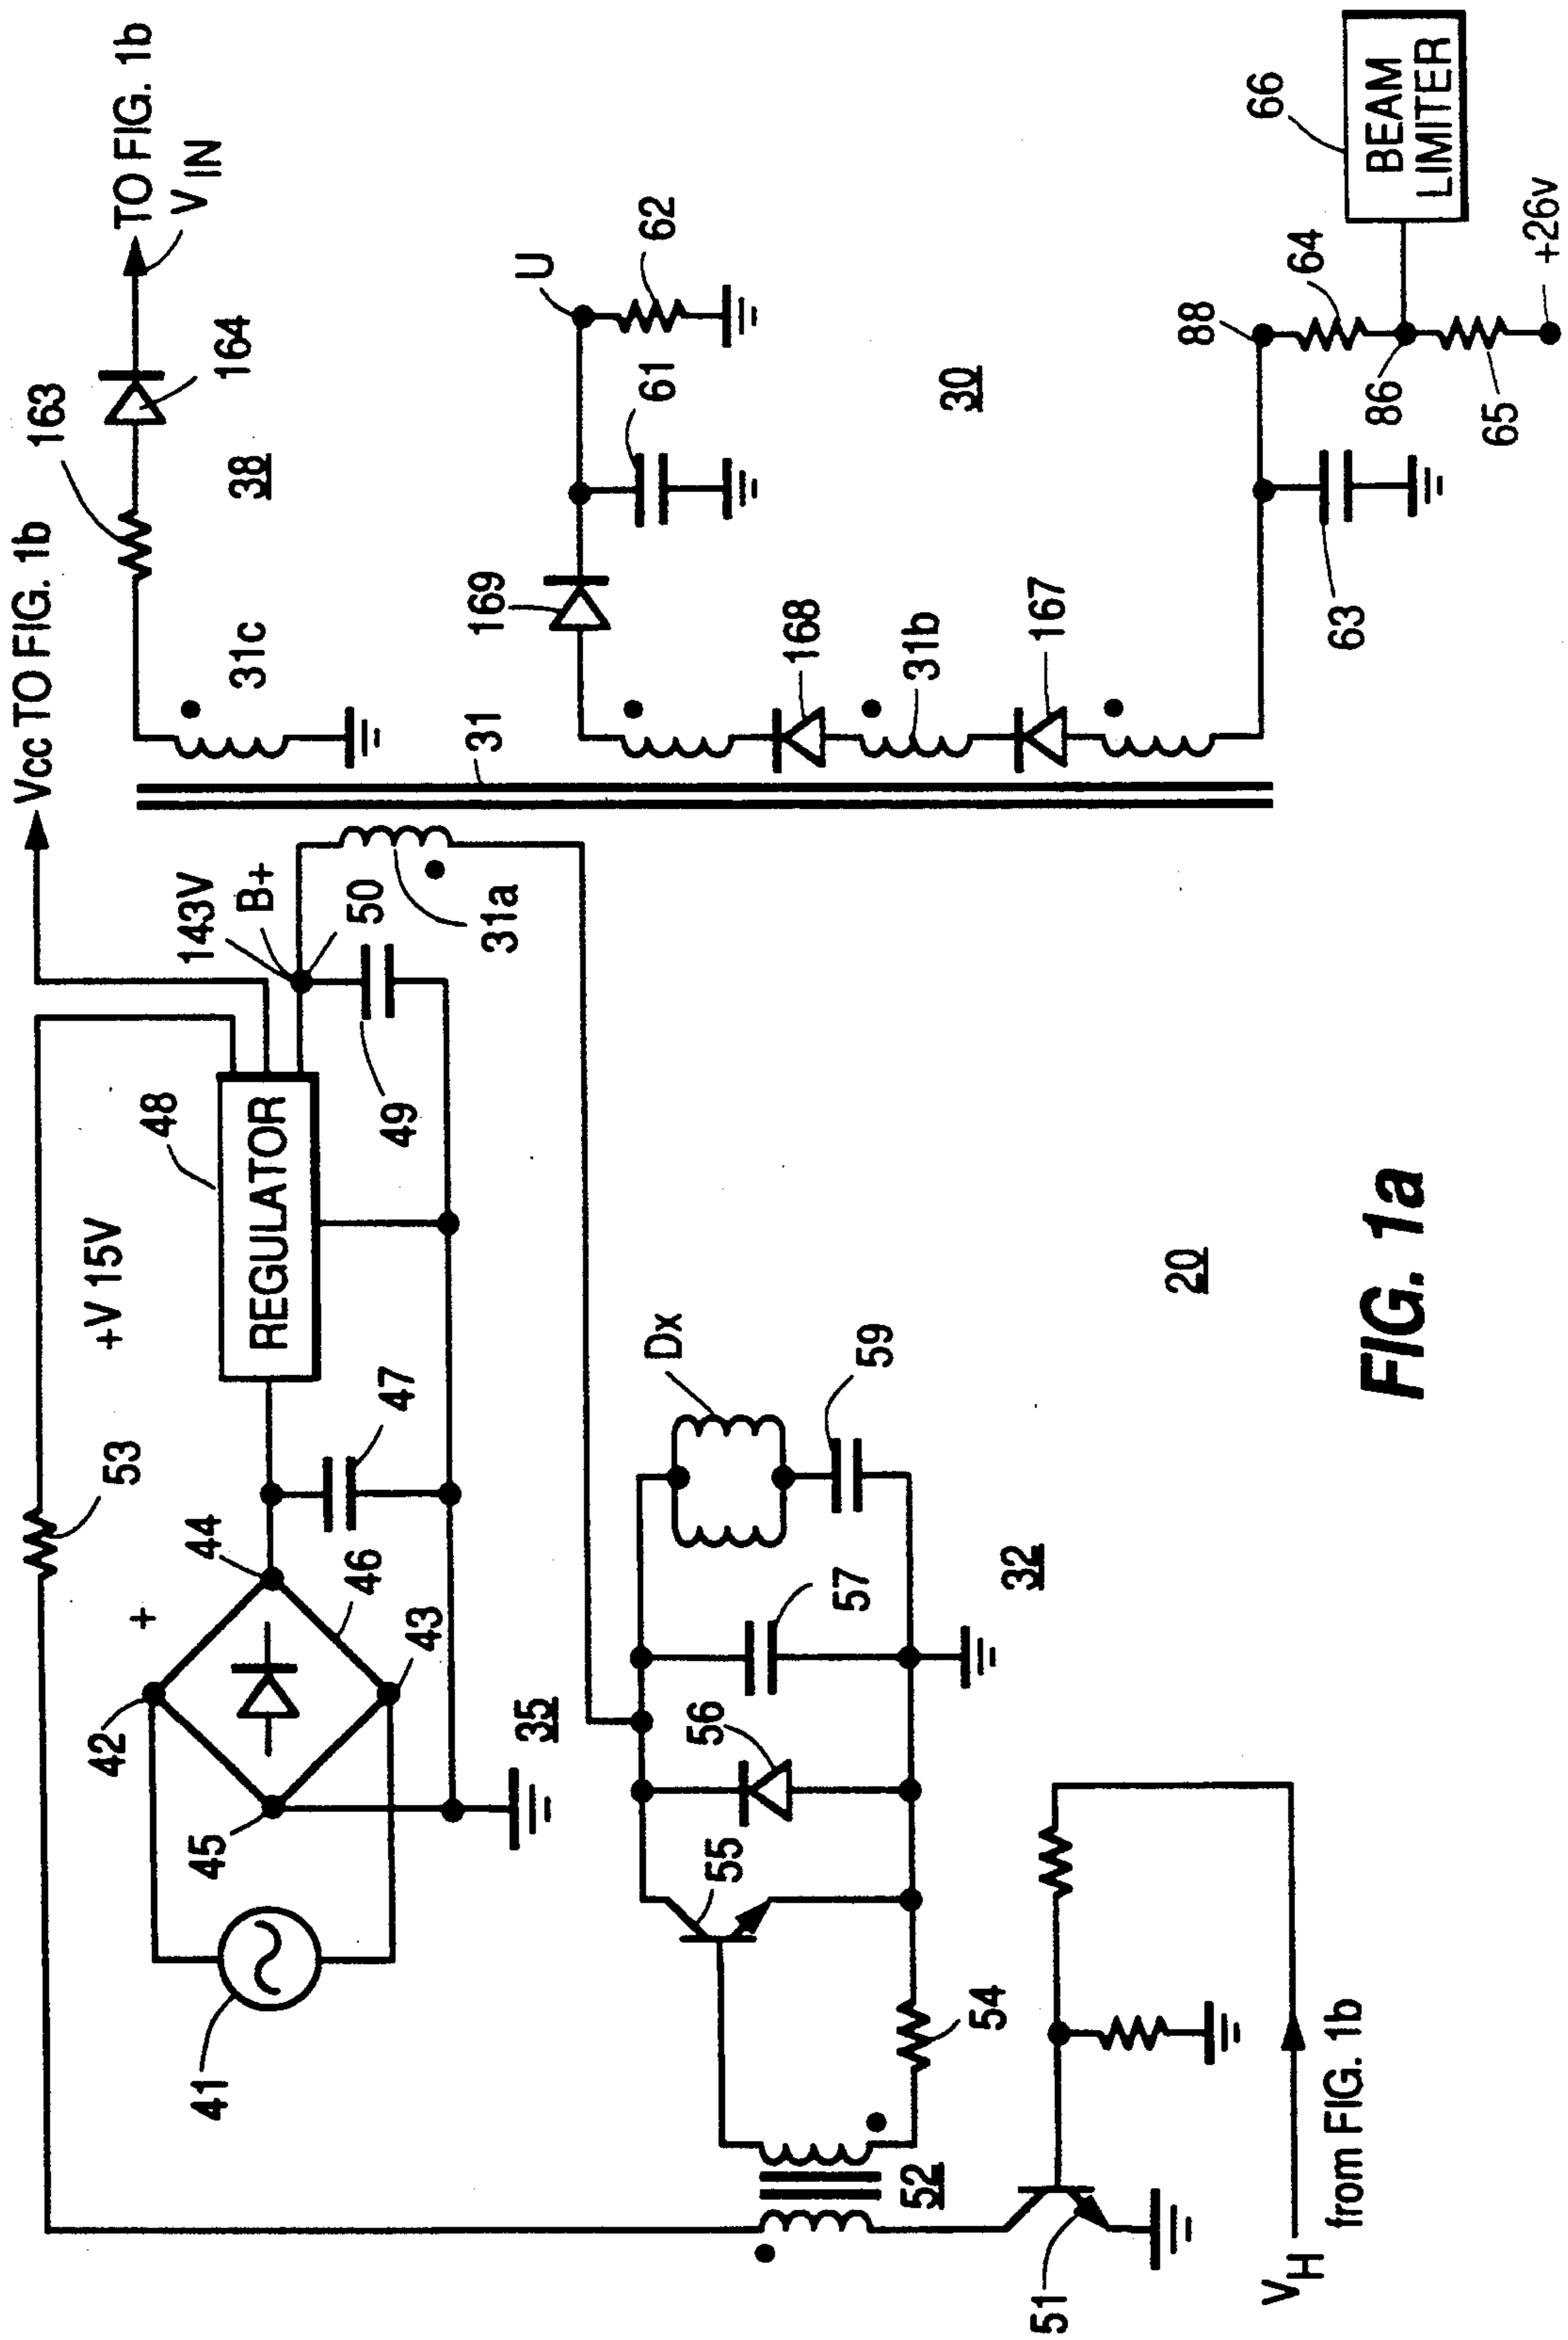 Vcc TO FIG. 1b
TO FIG. 1b
V IN
163
164
38
31c
53
+V 15V
48
REGULATOR
143V
B+
50
49
31a
31
42
+
44
46
43
45
47
41
35
169
U
61
62
168
31b
167
30
88
64
66
BEAM
LIMITER
86
65
+26v
63
55
56
57
Dx
59
32
54
52
51
VH
from FIG. 1b
20
FIG. 1a